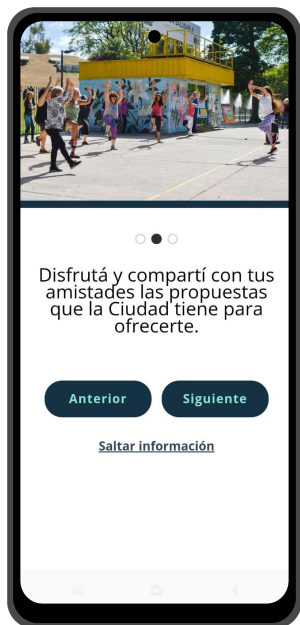 Disfrutá y compartí con tus
amistades las propuestas
que la Ciudad tiene para
ofrecerte.
Anterior
Siguiente
Saltar información